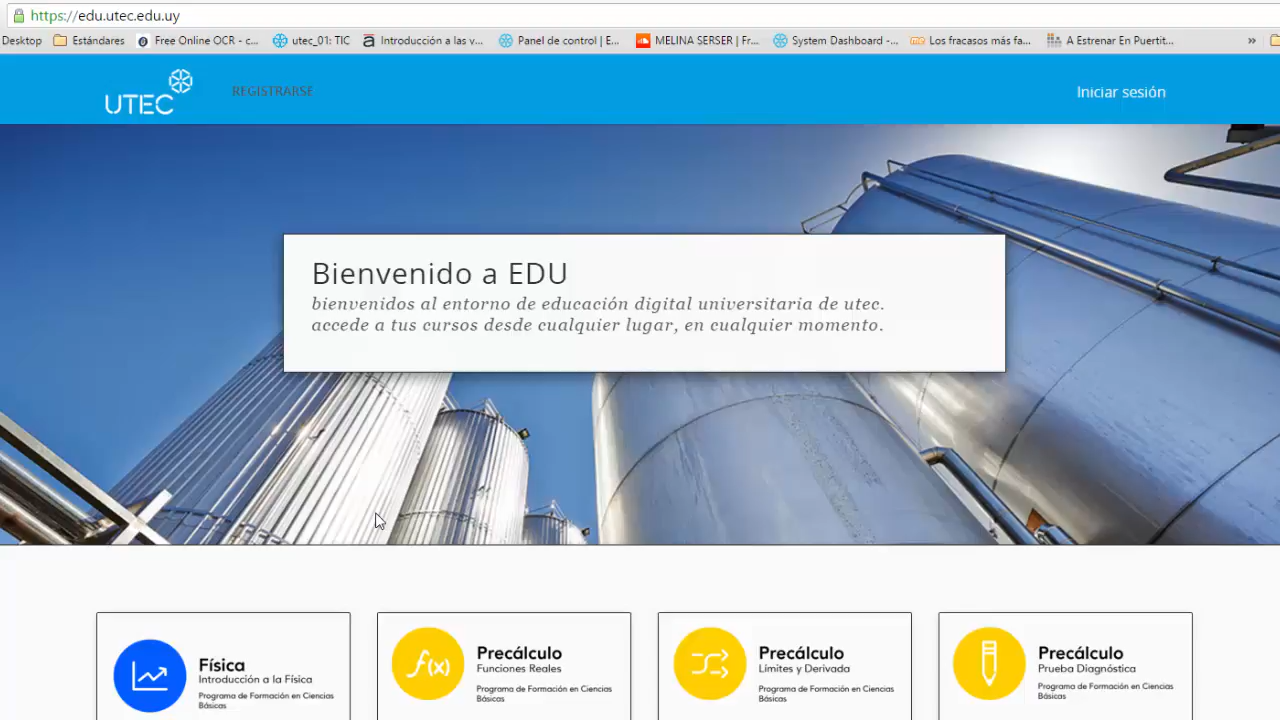 https://edu.utec.edu.uy
Desktop Estándares Free Online OCR - c... utec_01: TIC Introducción a las v... Panel de control | E... MELINA SERSER | Fr... System Dashboard -... Los fracasos más fa... A Estrenar En Puertit... »
UTEC REGISTRARSE Iniciar sesión
Bienvenido a EDU
bienvenidos al entorno de educación digital universitaria de utec.
accede a tus cursos desde cualquier lugar, en cualquier momento.
Física
Introducción a la Física
Programa de Formación en Ciencias
Básicas
f(x)
Precálculo
Funciones Reales
Programa de Formación en Ciencias
Básicas
Precálculo
Límites y Derivada
Programa de Formación en Ciencias
Básicas
Precálculo
Prueba Diagnóstica
Programa de Formación en Ciencias
Básicas